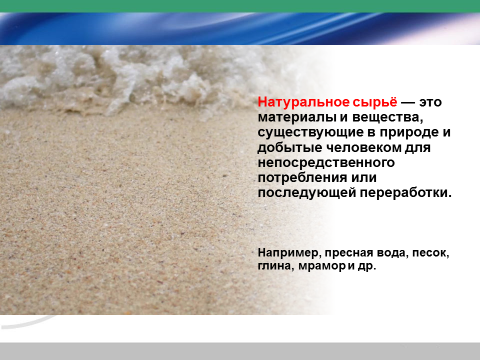 Натуральное сырьё — это
материалы и вещества,
существующие в природе и
добытые человеком для
непосредственного
потребления или
последующей переработки.
Например, пресная вода, песок,
глина, мрамор и др.